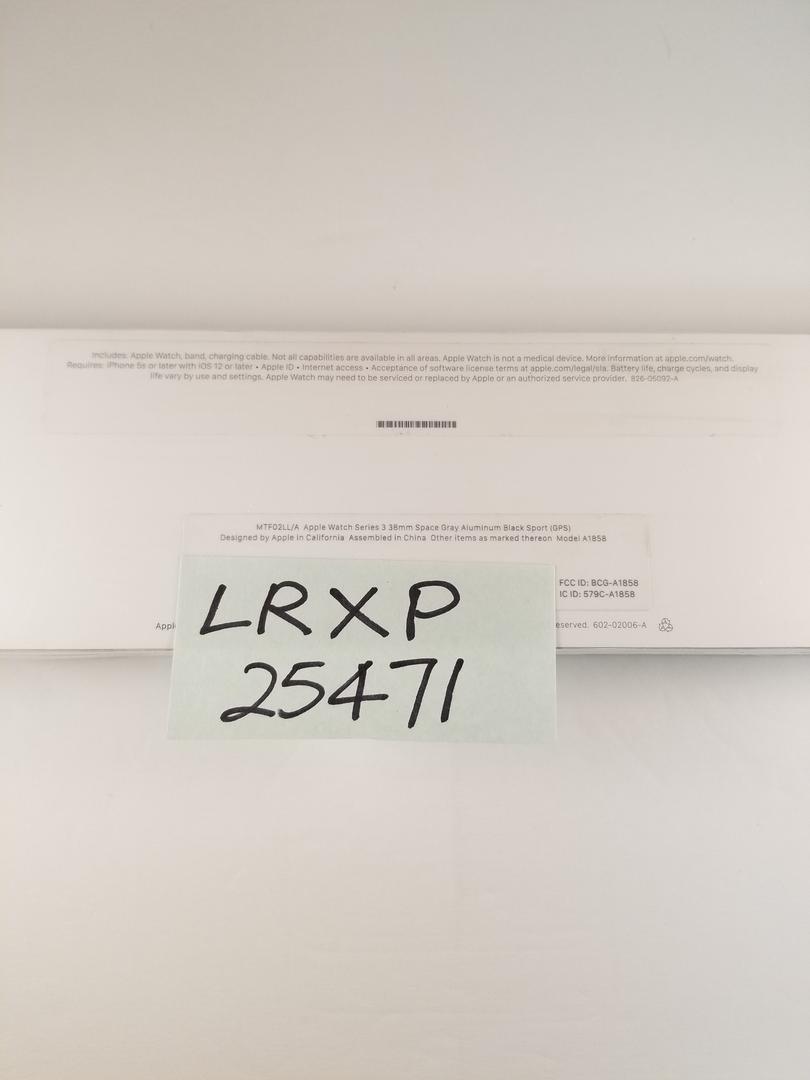 Includes: Apple Watch, band, charging cable. Not all capabilities are available in all areas. Apple Watch is not a medical device. More information at apple.com/watch.
Requires: iPhone 5s or later with iOS 12 or later • Apple ID • Internet access • Acceptance of software license terms at apple.com/legal/sla. Battery life, charge cycles, and display
life vary by use and settings. Apple Watch may need to be serviced or replaced by Apple or an authorized service provider. 826-05092-A
MTF02LL/A Apple Watch Series 3 38mm Space Gray Aluminum Black Sport (GPS)
Designed by Apple in California Assembled in China Other items as marked thereon Model A1858
FCC ID: BCG-A1858
IC ID: 579C-A1858
Appl eserved. 602-02006-A
LRXP
25471